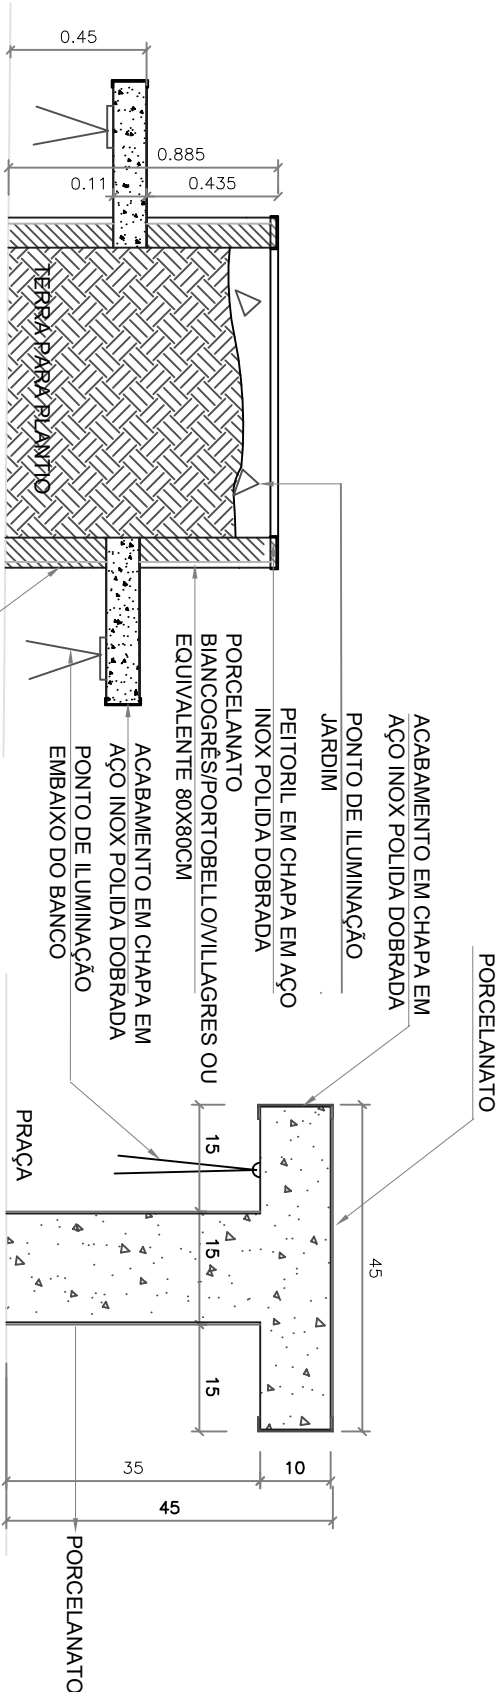 0.45
0.885
0.11
0.435
TERRA PARA PLANTIO
ACABAMENTO EM CHAPA EM
AÇO INOX POLIDA DOBRADA
PONTO DE ILUMINAÇÃO
JARDIM
PEITORIL EM CHAPA EM AÇO
INOX POLIDA DOBRADA
PORCELANATO
BIANCOGRÊS/PORTOBELLO/VILLAGRES OU
EQUIVALENTE 80X80CM
ACABAMENTO EM CHAPA EM
AÇO INOX POLIDA DOBRADA
PONTO DE ILUMINAÇÃO
EMBAIXO DO BANCO
PORCELANATO
PRAÇA
15
15
15
45
35
10
45
PORCELANATO